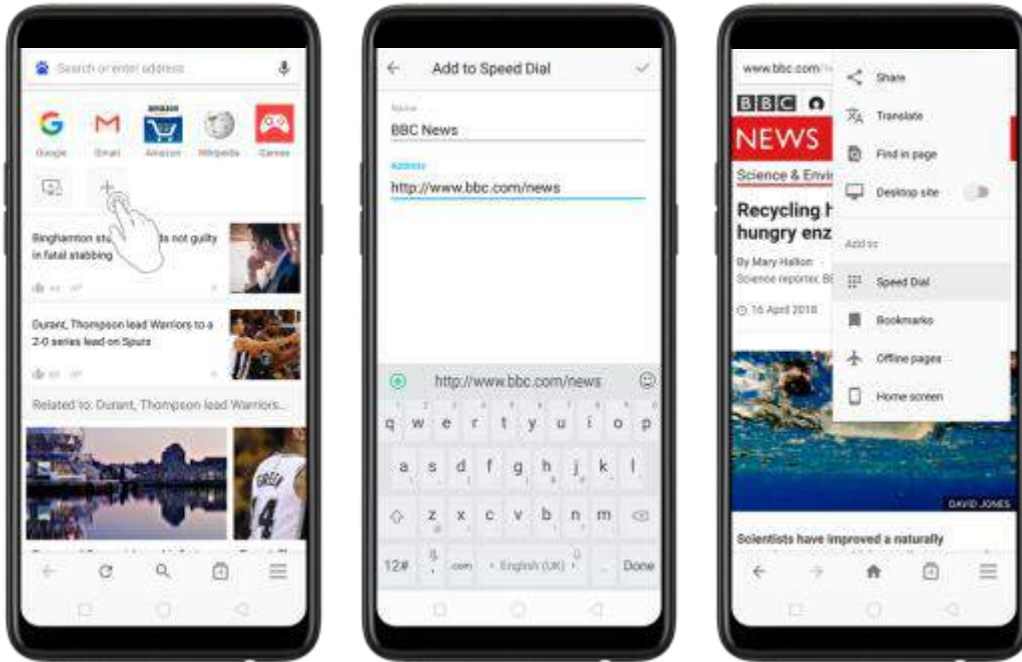 Search or enter address
Google
Gmail
amazon
Amazon
Wikipedia
Games
Binghamton
not guilty
in fatal stabbing
Durant, Thompson lead Warriors to a
2-0 series lead on Spurs
Related to: Durant, Thompson lead Warriors...
GREEN
14
Add to Speed Dial
Name
BBC News
Address
http://www.bbc.com/news
http://www.bbc.com/news
q w e r t y u i o p
a s d f g h j k l
z x c v b n m
12# , .com English (UK) . Done
www.bbc.com/
BBC
NEWS
Science & Envi
Recycling h
hungry enz
By Mary Halton
Science reporter, B
16 April 2018
Share
Translate
Find in page
Desktop site
Add to
Speed Dial
Bookmarks
Offline pages
Home screen
DAVID JONES
Scientists have improved a naturally